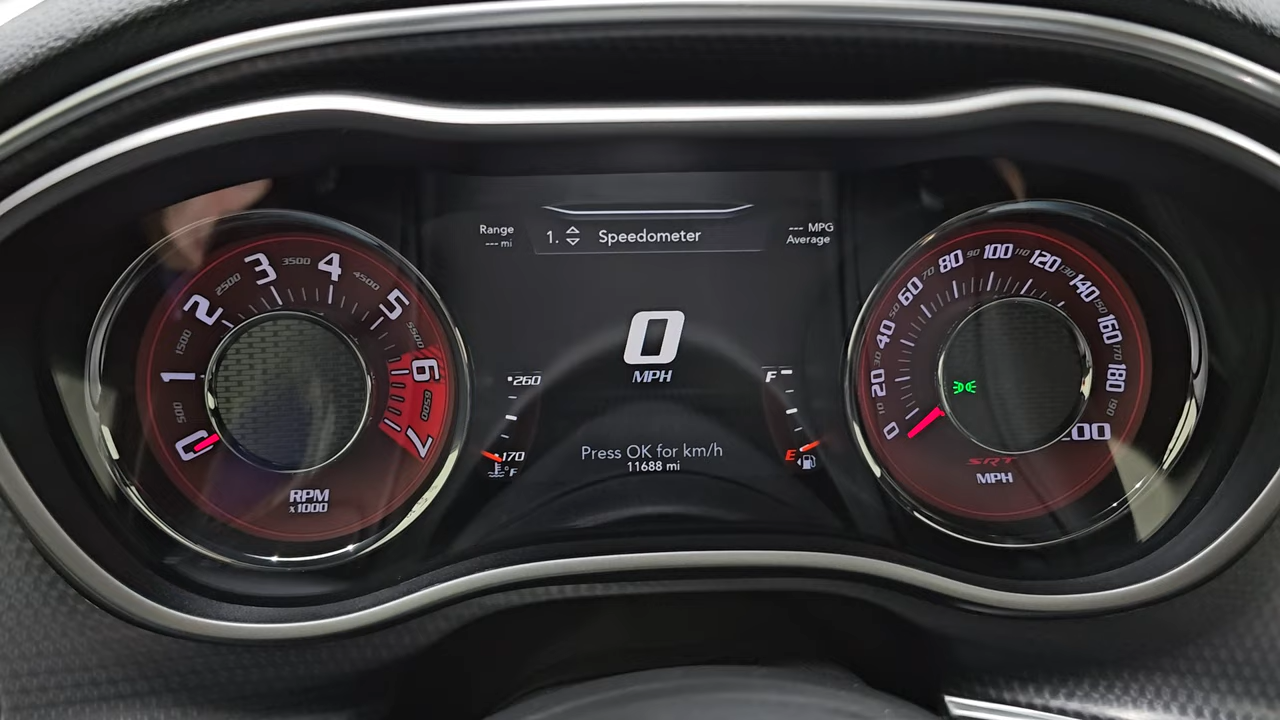 Range
--- mi
1. Speedometer
--- MPG
Average
0
500
1
1500
2
2500
3
3500
4
4500
5
5500
6
6500
7
RPM
x1000
0
MPH
260
170
°F
F
E
Press OK for km/h
11688 mi
0
10
20
30
40
50
60
70
80
90
100
110
120
130
140
150
160
170
180
190
200
SRT
MPH